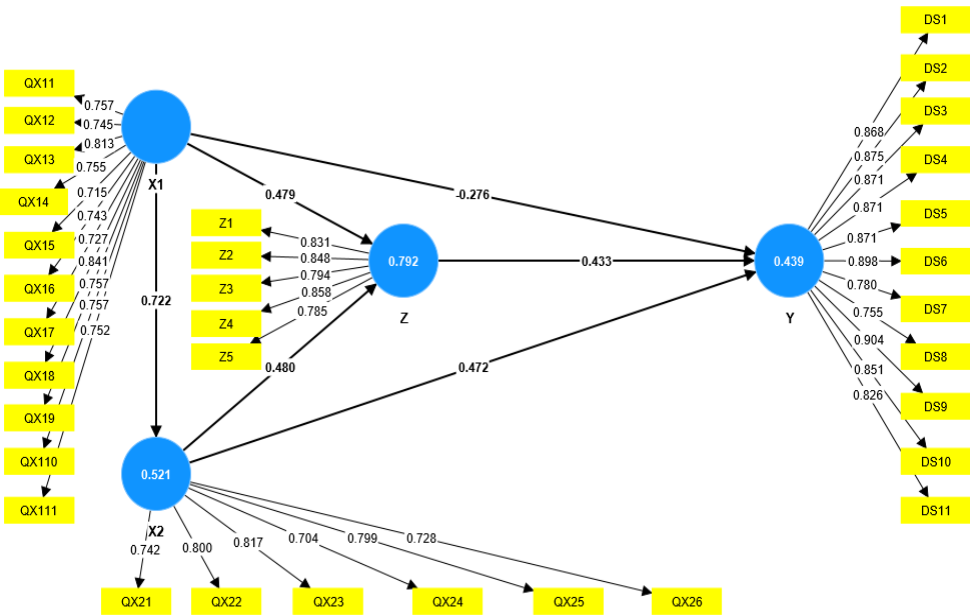 DS1
DS2
DS3
DS4
DS5
DS6
DS7
DS8
DS9
DS10
DS11
0.868
0.875
0.871
0.871
0.871
0.898
0.780
0.755
0.904
0.851
0.826
QX11
QX12
QX13
QX14
QX15
QX16
QX17
QX18
QX19
QX110
QX111
0.757
0.745
0.813
0.755
0.715
0.743
0.727
0.841
0.757
0.757
0.752
X1
0.479
-0.276
Z1
Z2
Z3
Z4
Z5
0.831
0.848
0.794
0.858
0.785
0.792
Z
0.433
0.439
Y
0.722
0.480
0.472
0.521
X2
0.742
0.800
0.817
0.704
0.799
0.728
QX21
QX22
QX23
QX24
QX25
QX26